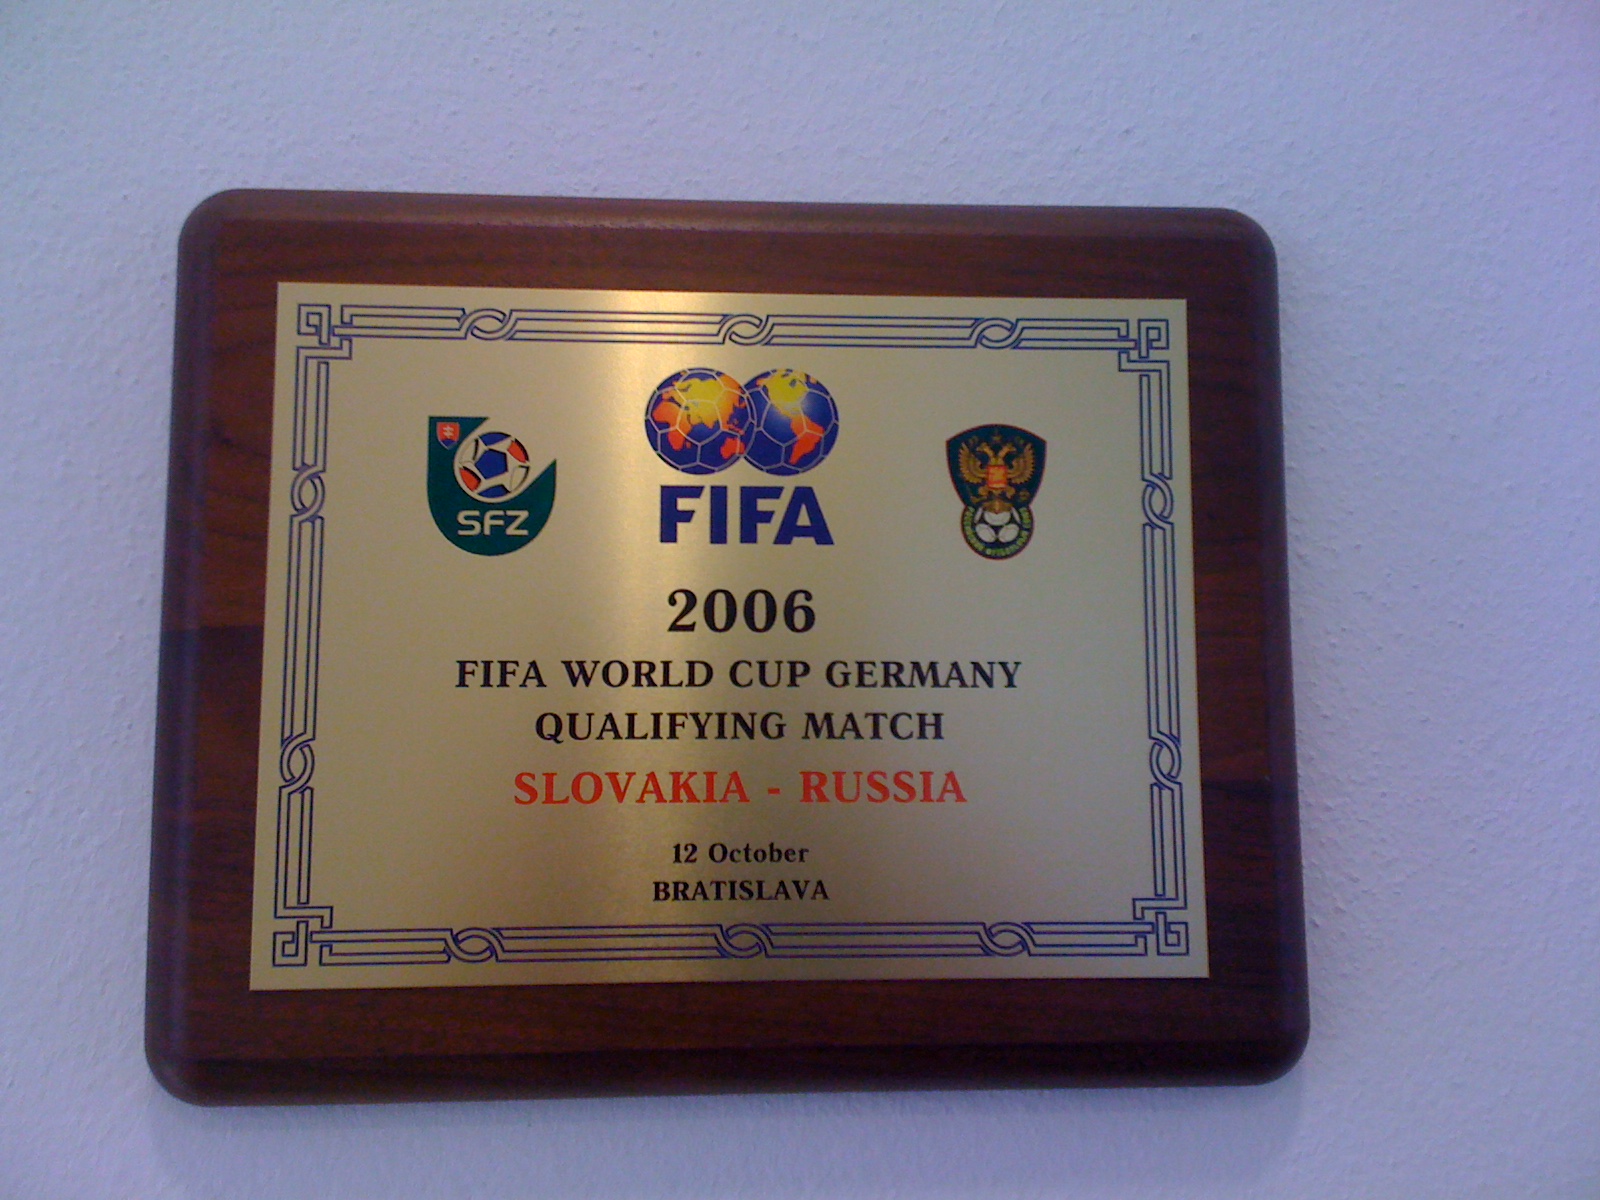 SFZ
FIFA
2006
FIFA WORLD CUP GERMANY
QUALIFYING MATCH
SLOVAKIA - RUSSIA
12 October
BRATISLAVA